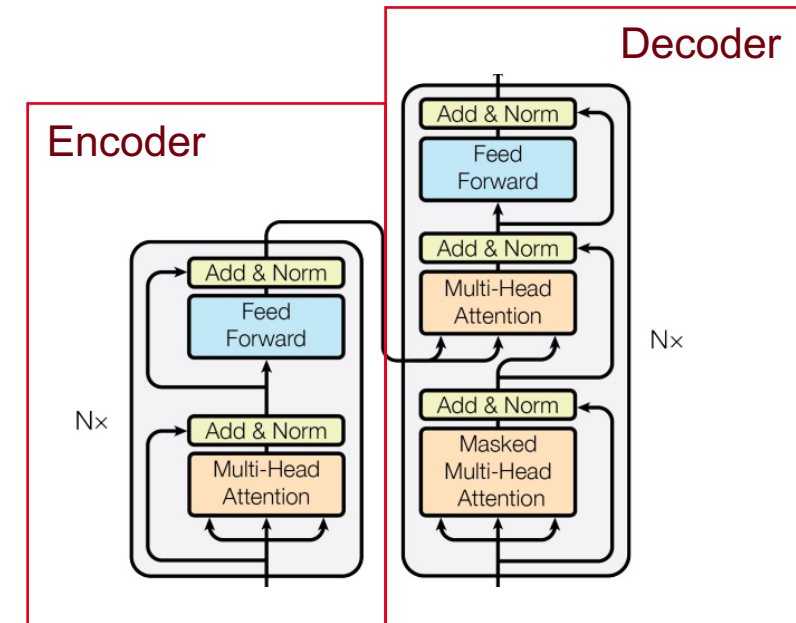 Encoder
Add & Norm
Feed
Forward
Nx
Add & Norm
Multi-Head
Attention
Decoder
Add & Norm
Feed
Forward
Add & Norm
Multi-Head
Attention
N×
Add & Norm
Masked
Multi-Head
Attention